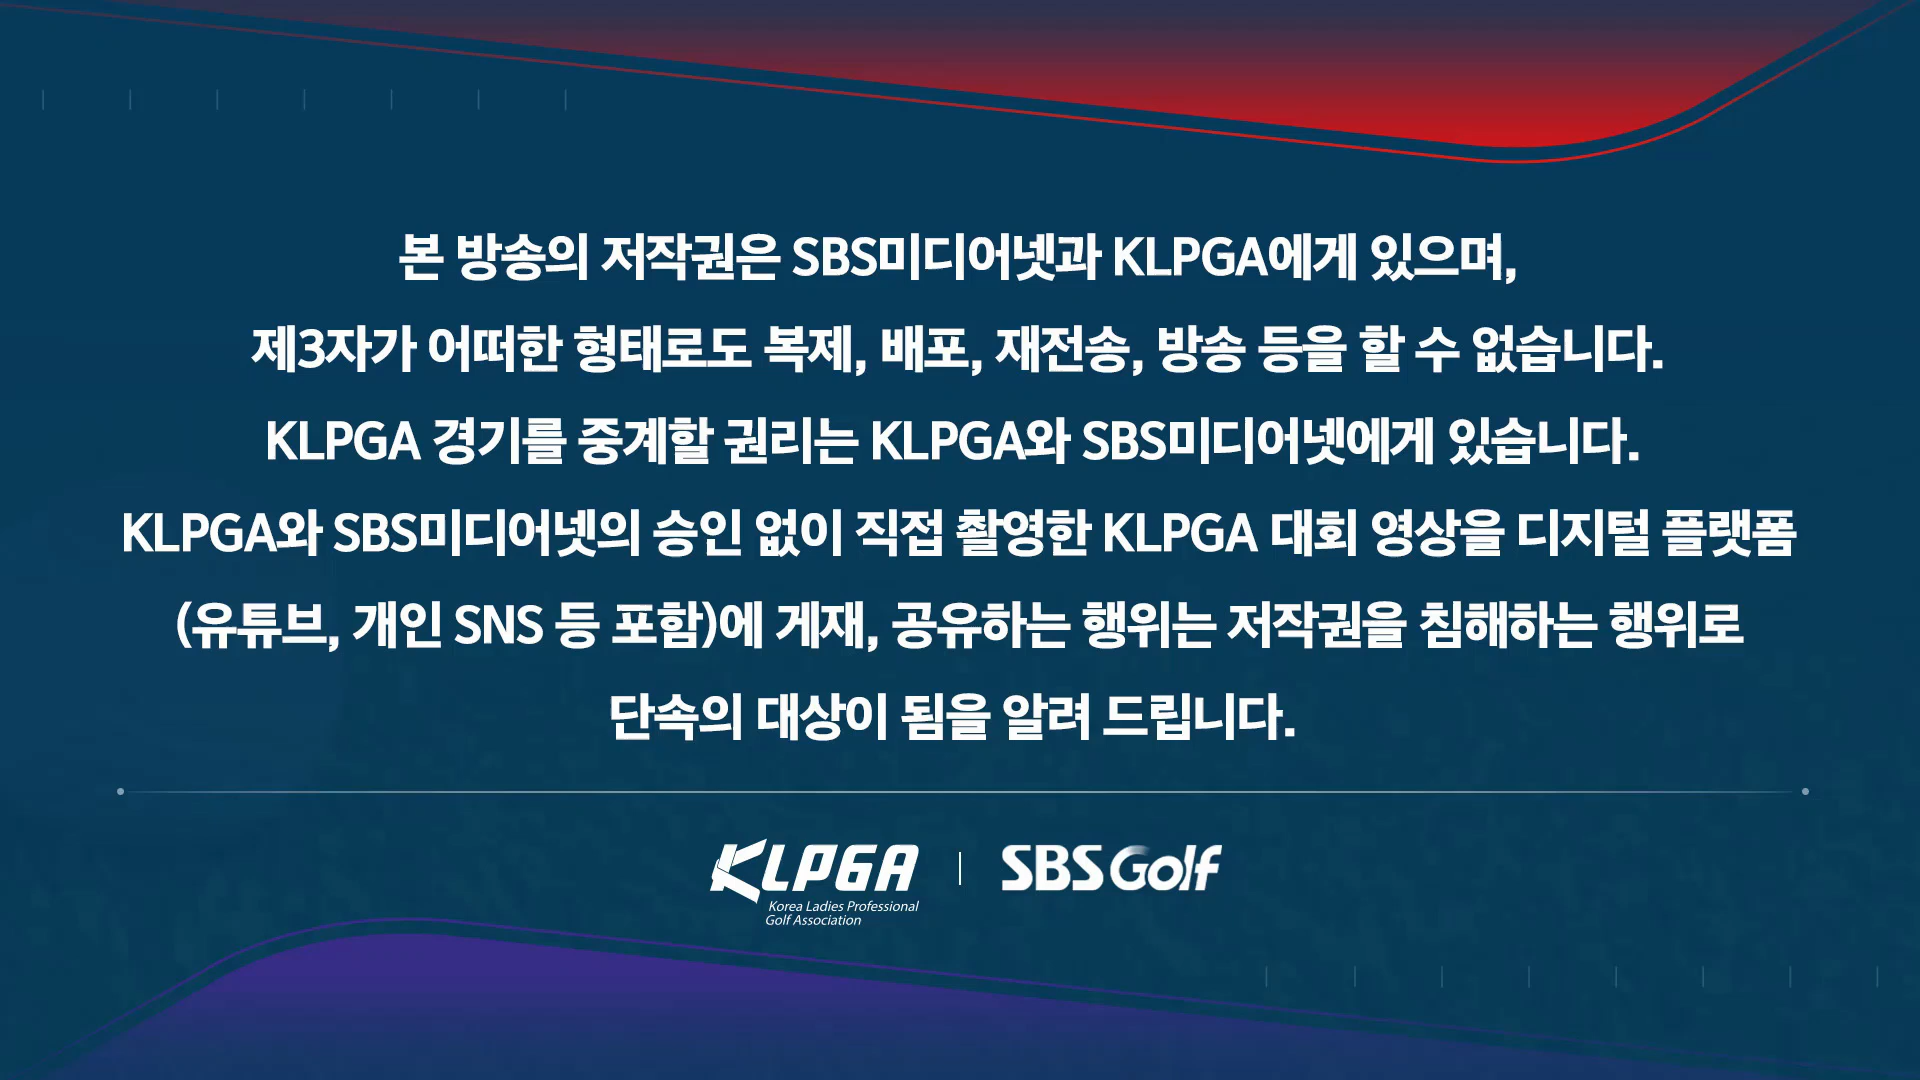 본 방송의 저작권은 SBS미디어넷과 KLPGA에게 있으며,
제3자가 어떠한 형태로도 복제, 배포, 재전송, 방송 등을 할 수 없습니다.
KLPGA 경기를 중계할 권리는 KLPGA와 SBS미디어넷에게 있습니다.
KLPGA와 SBS미디어넷의 승인 없이 직접 촬영한 KLPGA 대회 영상을 디지털 플랫폼
(유튜브, 개인 SNS 등 포함)에 게재, 공유하는 행위는 저작권을 침해하는 행위로
단속의 대상이 됨을 알려 드립니다.
KLPGA
Korea Ladies Professional
Golf Association
SBS Golf